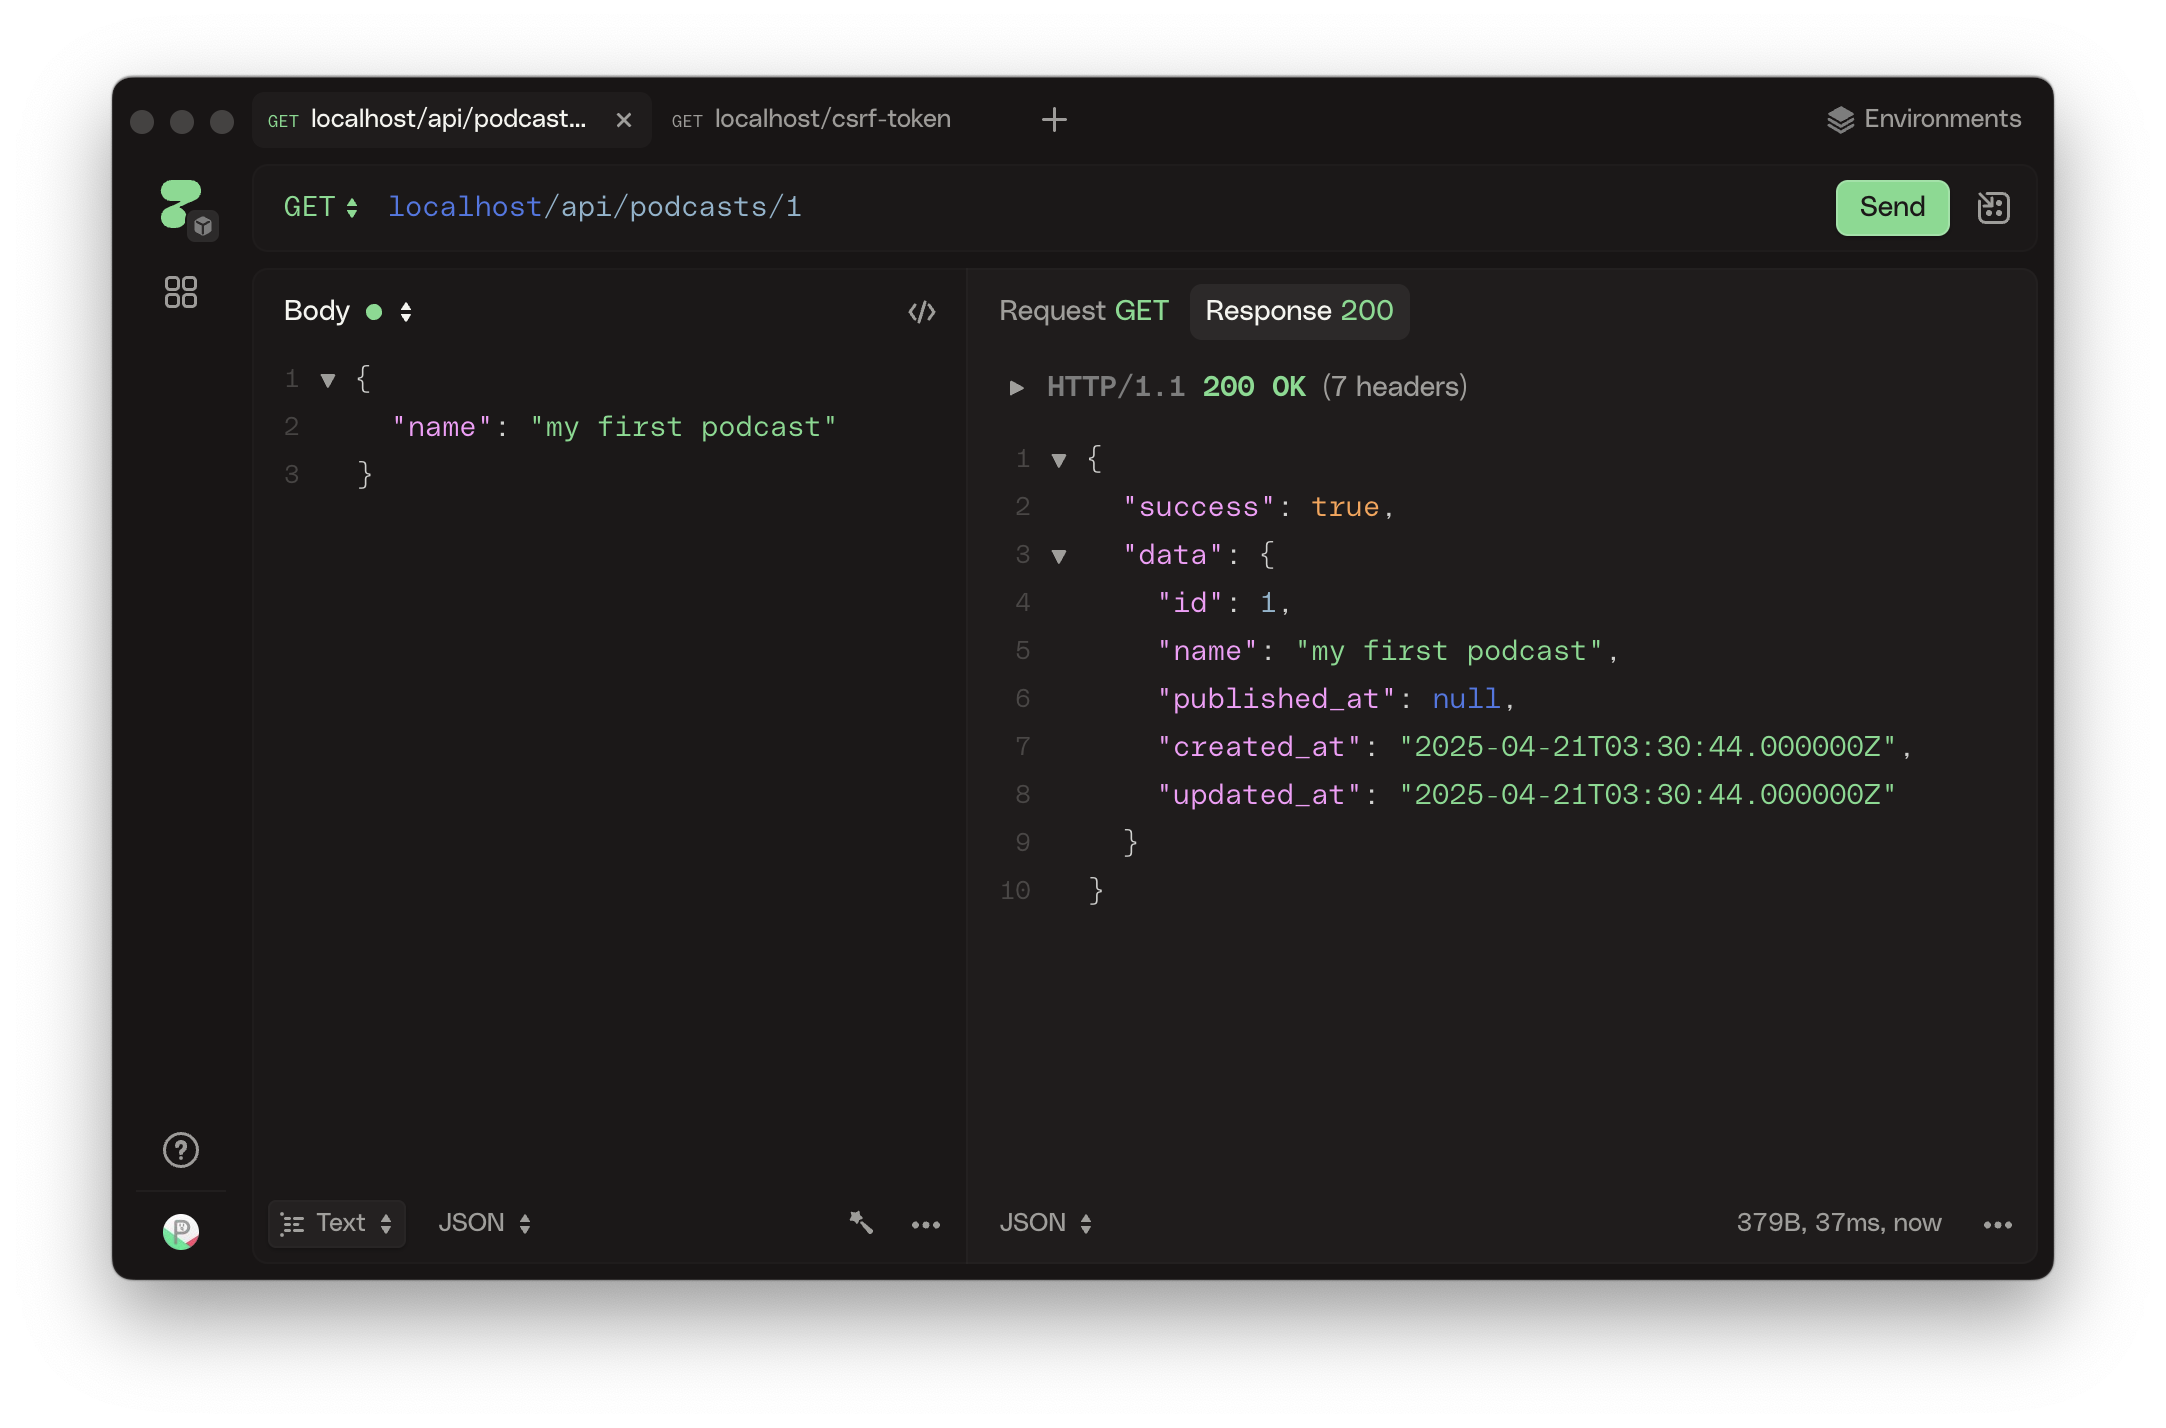 GET localhost/api/podcast... × GET localhost/csrf-token + Environments
GET localhost/api/podcasts/1 Send
Body </>
1 {
2 "name": "my first podcast"
3 }
Text JSON
Request GET Response 200
HTTP/1.1 200 OK (7 headers)
1 {
2 "success": true,
3 "data": {
4 "id": 1,
5 "name": "my first podcast",
6 "published_at": null,
7 "created_at": "2025-04-21T03:30:44.000000Z",
8 "updated_at": "2025-04-21T03:30:44.000000Z"
9 }
10 }
JSON 379B, 37ms, now
?
P